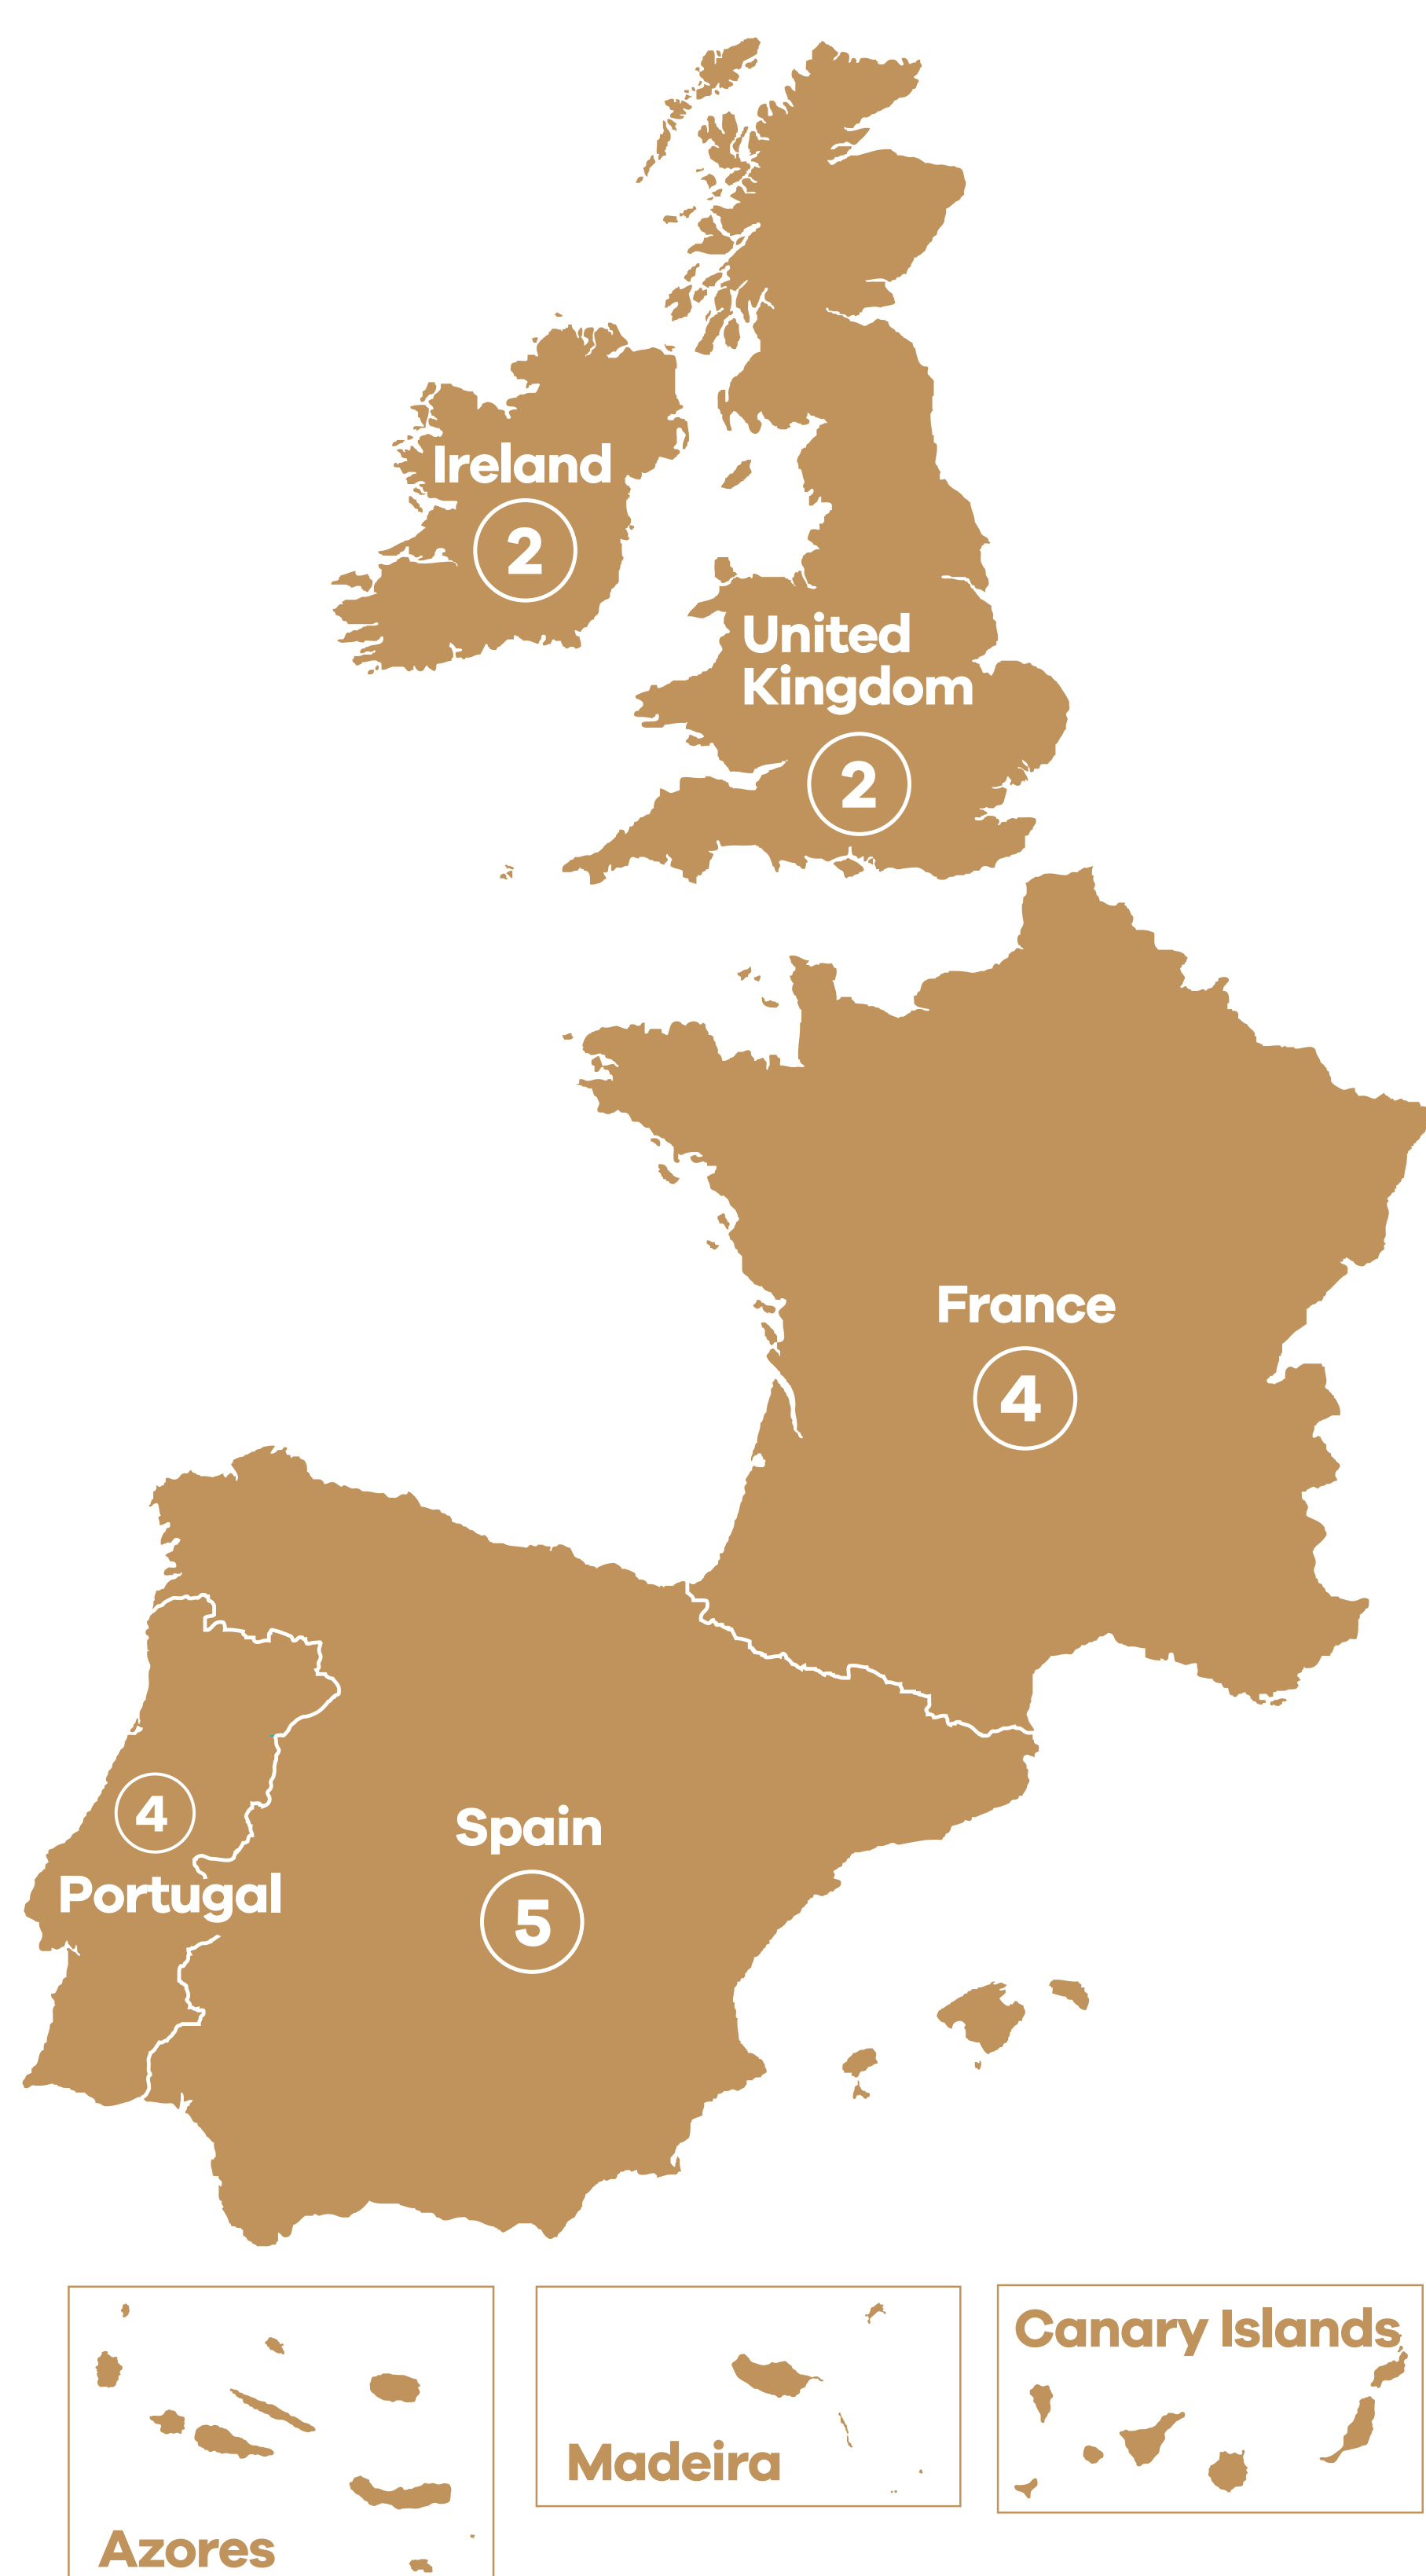 Ireland
2
United
Kingdom
2
France
4
4
Portugal
Spain
5
Canary Islands
Madeira
Azores